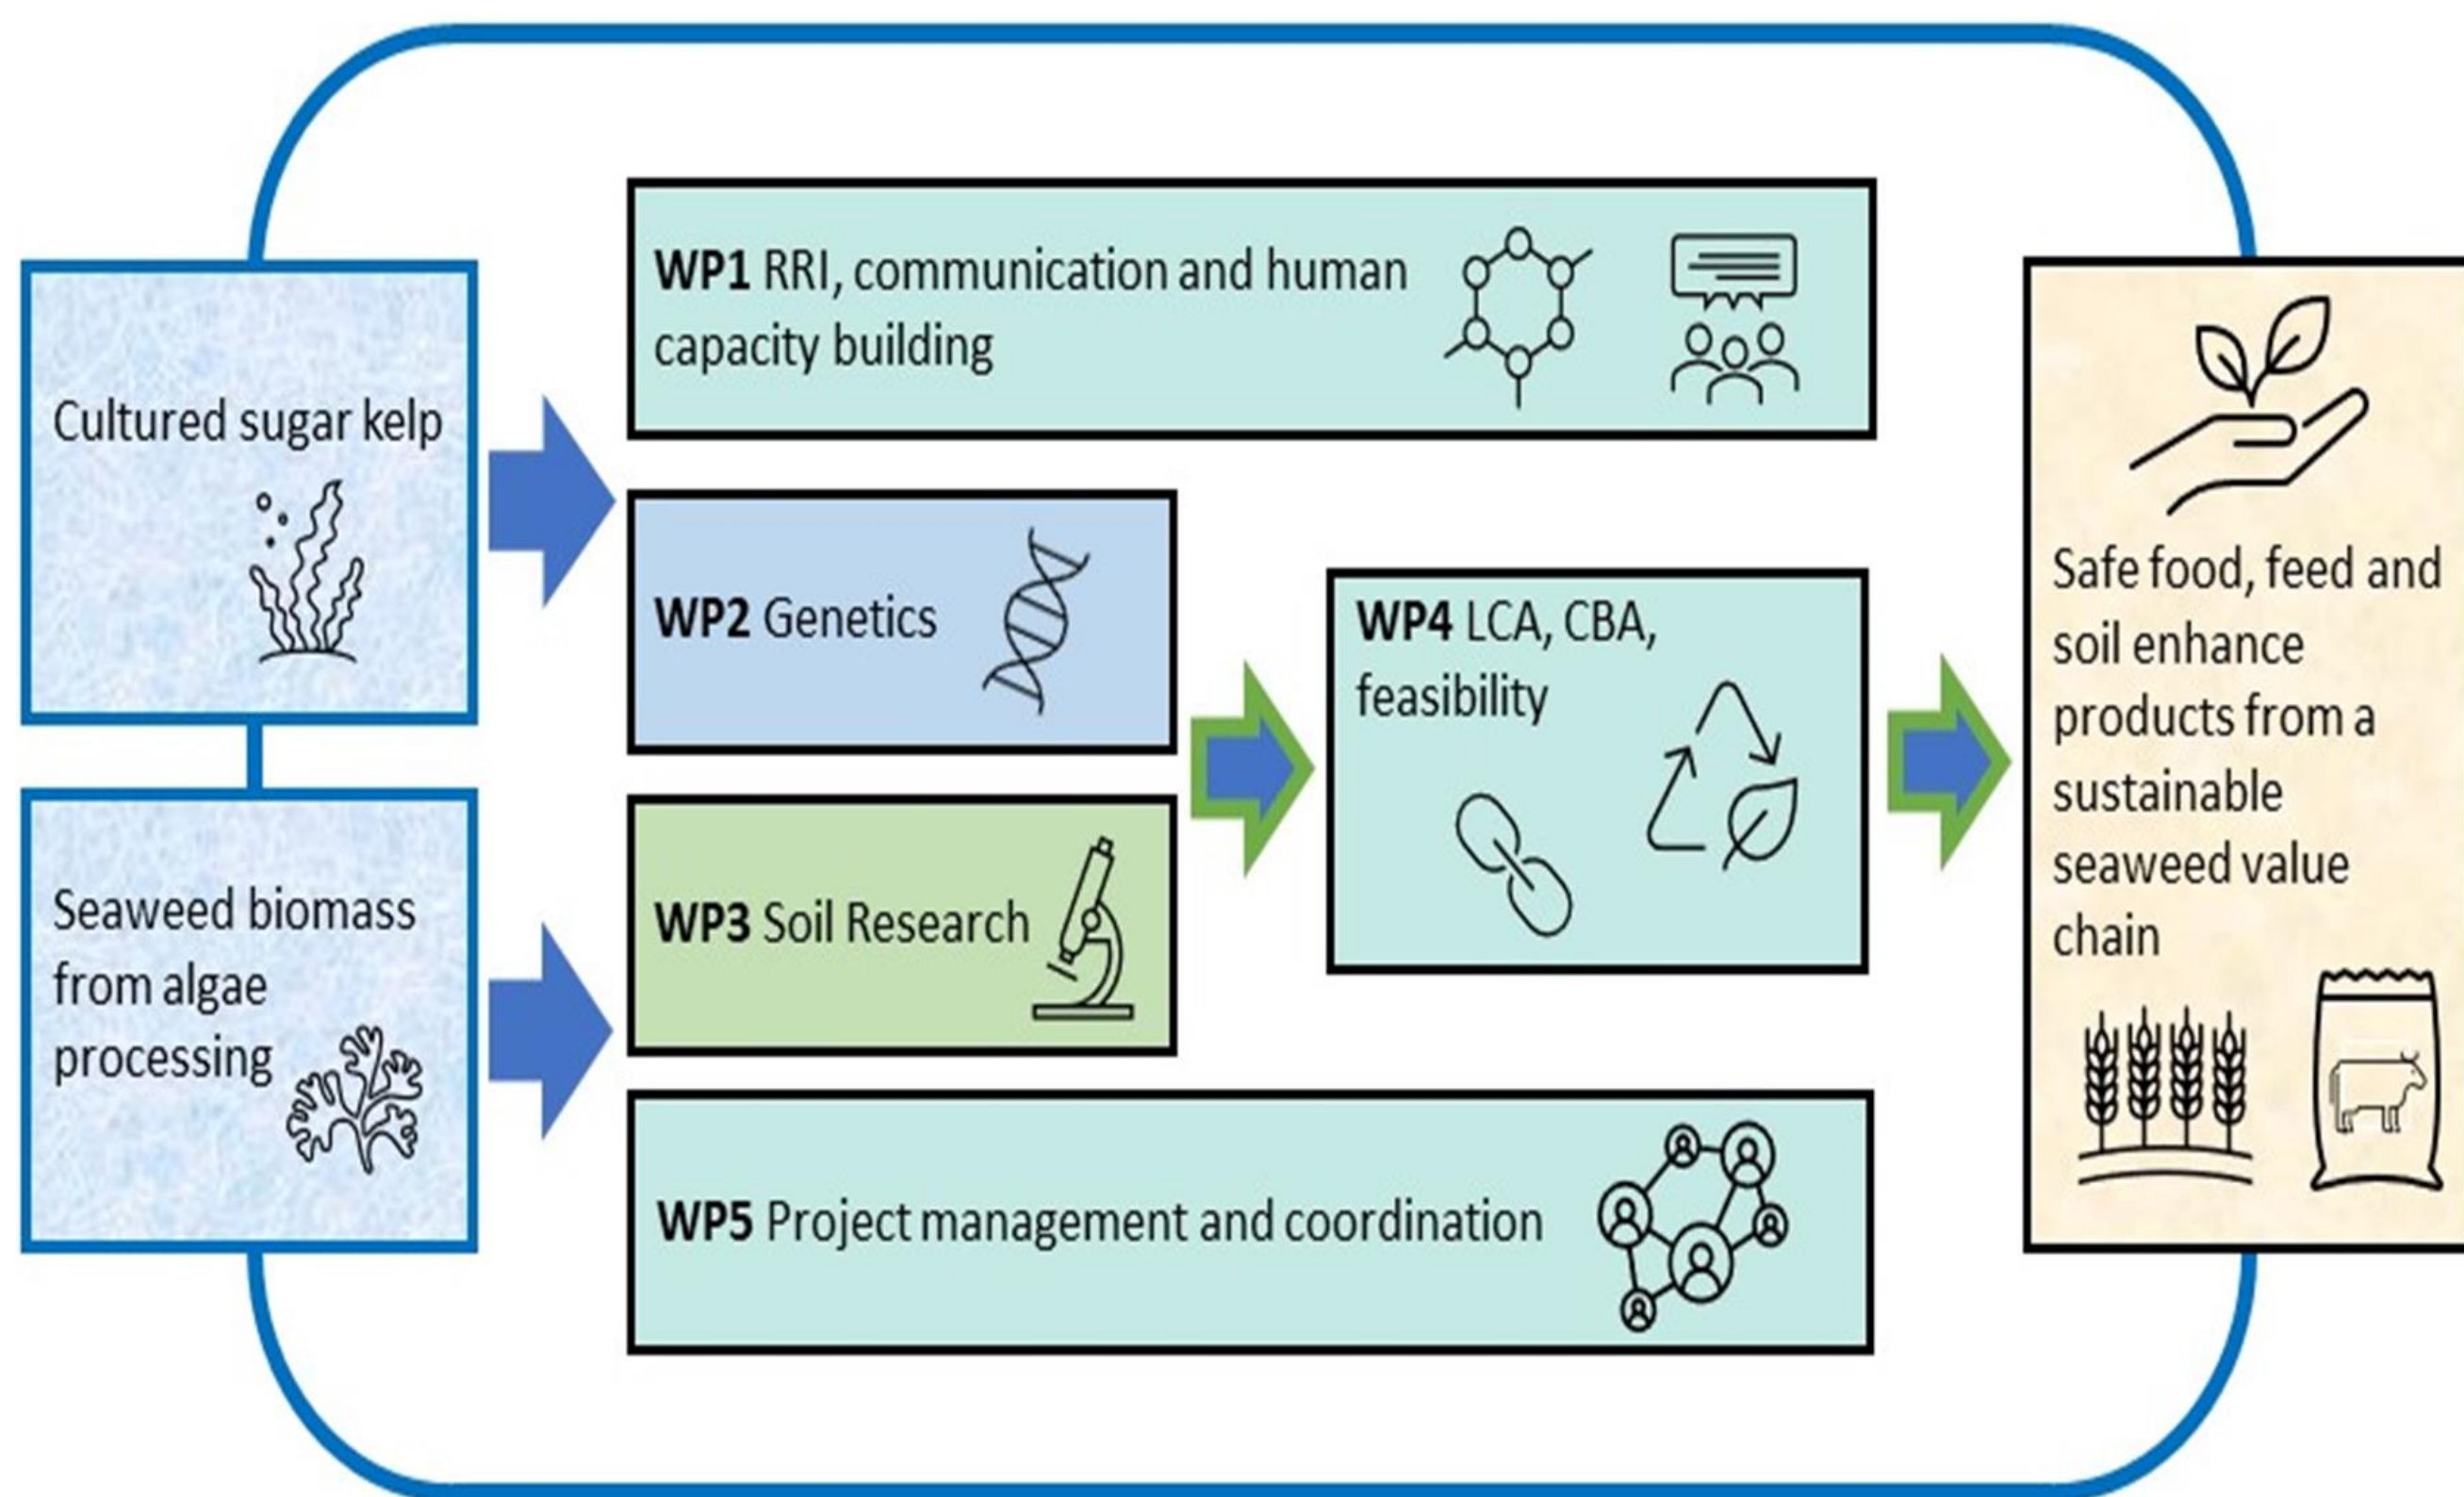 Cultured sugar kelp
Seaweed biomass
from algae
processing
WP1 RRI, communication and human
capacity building
WP2 Genetics
WP3 Soil Research
WP4 LCA, CBA,
feasibility
WP5 Project management and coordination
Safe food, feed and
soil enhance
products from a
sustainable
seaweed value
chain